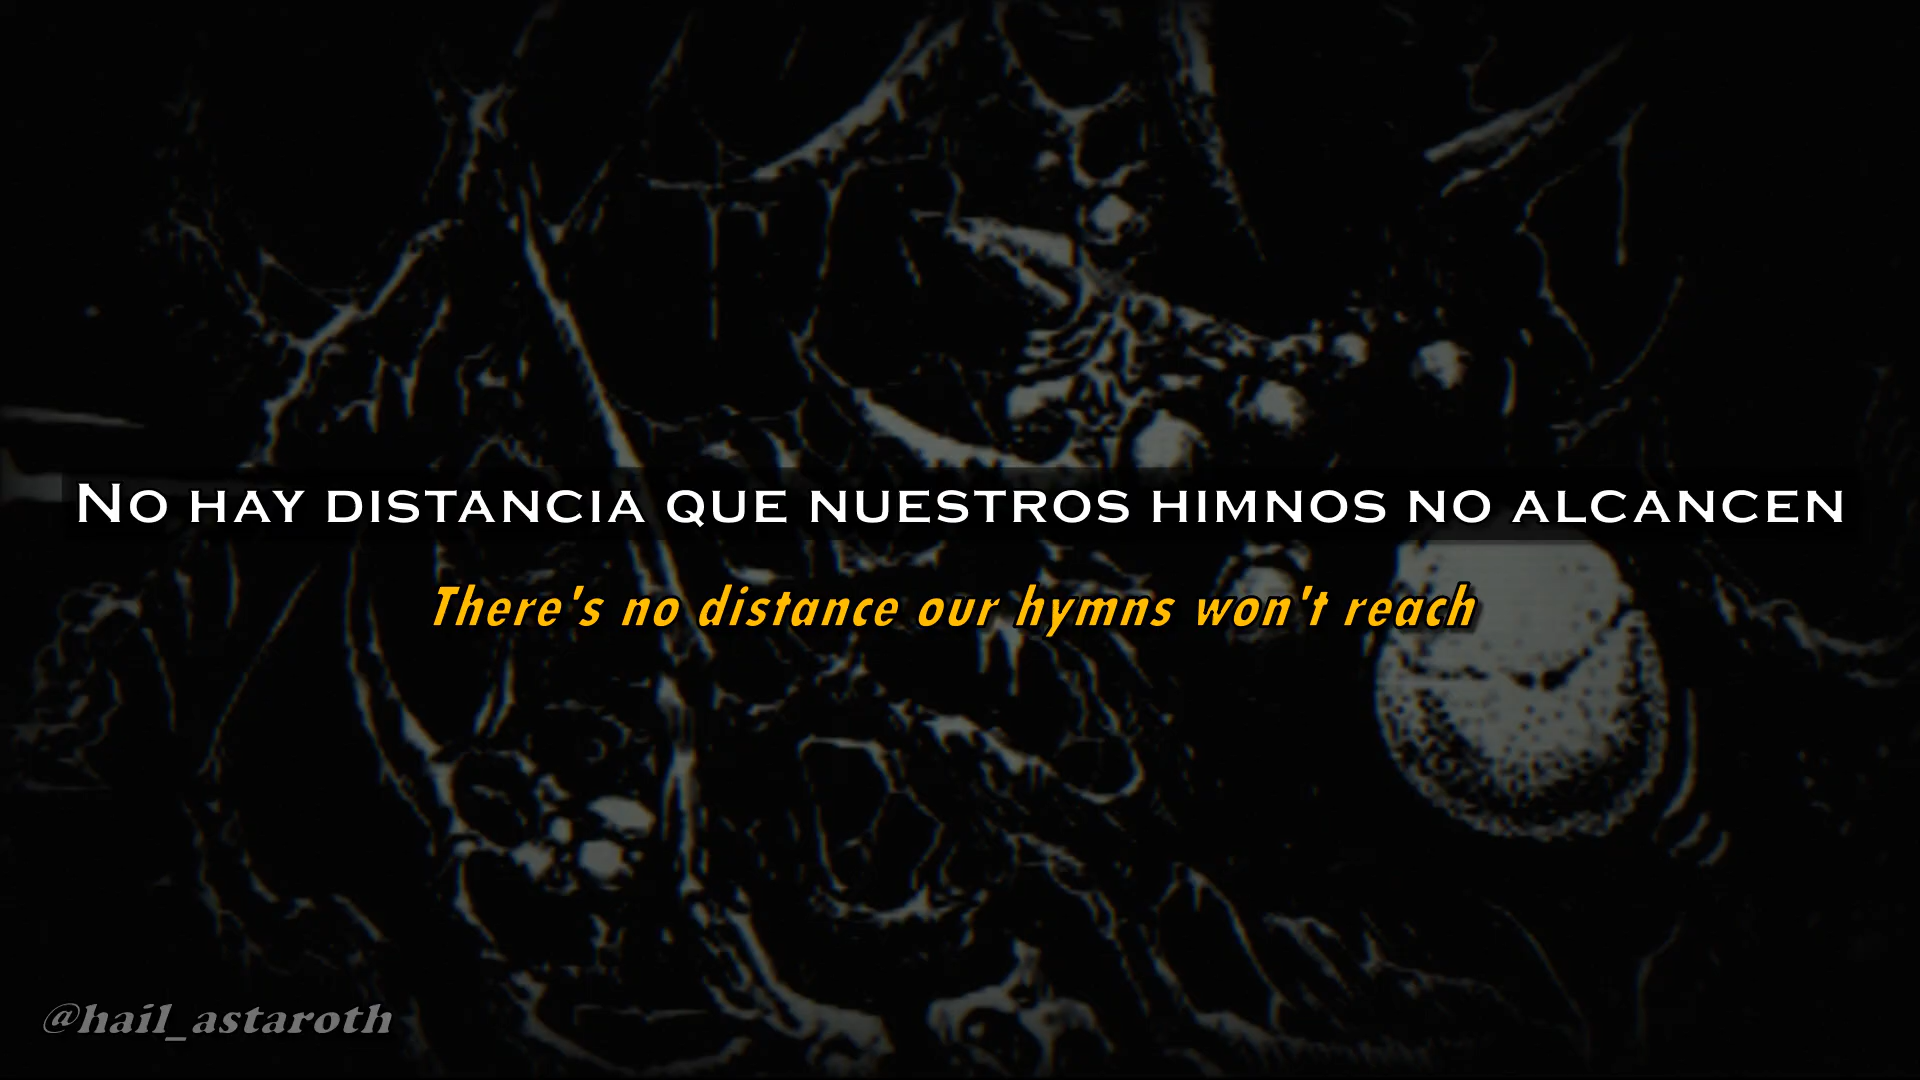 No hay distancia que nuestros himnos no alcancen
There's no distance our hymns won't reach
@hail_astaroth